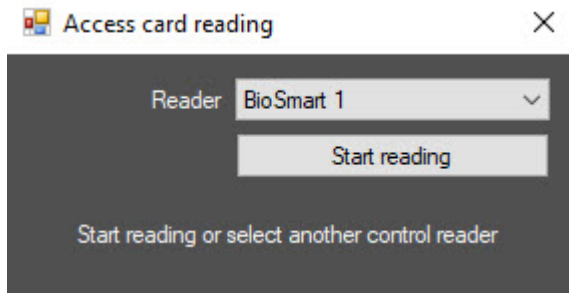 Access card reading
Reader BioSmart 1
Start reading
Start reading or select another control reader